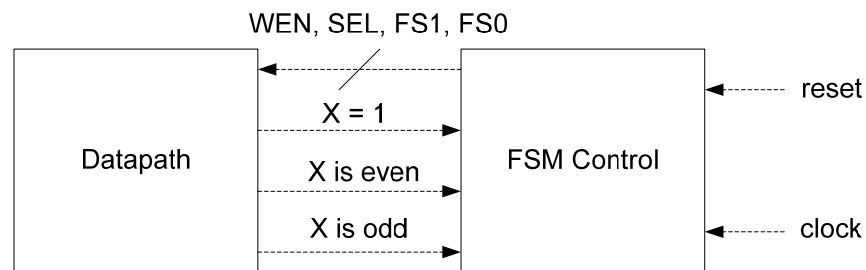 WEN, SEL, FS1, FS0
reset
X = 1
Datapath
FSM Control
X is even
X is odd
clock